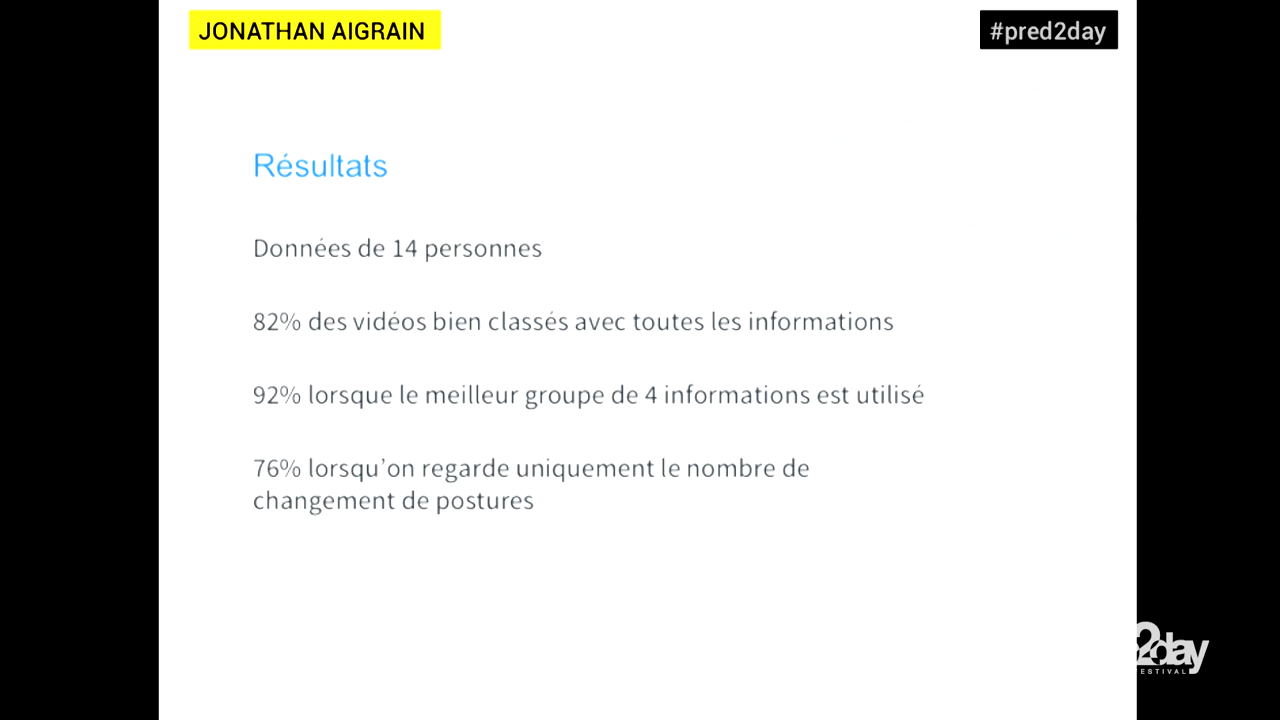 JONATHAN AIGRAIN
#pred2day
Résultats
Données de 14 personnes
82% des vidéos bien classés avec toutes les informations
92% lorsque le meilleur groupe de 4 informations est utilisé
76% lorsqu’on regarde uniquement le nombre de
changement de postures
2day
ESTIVAL